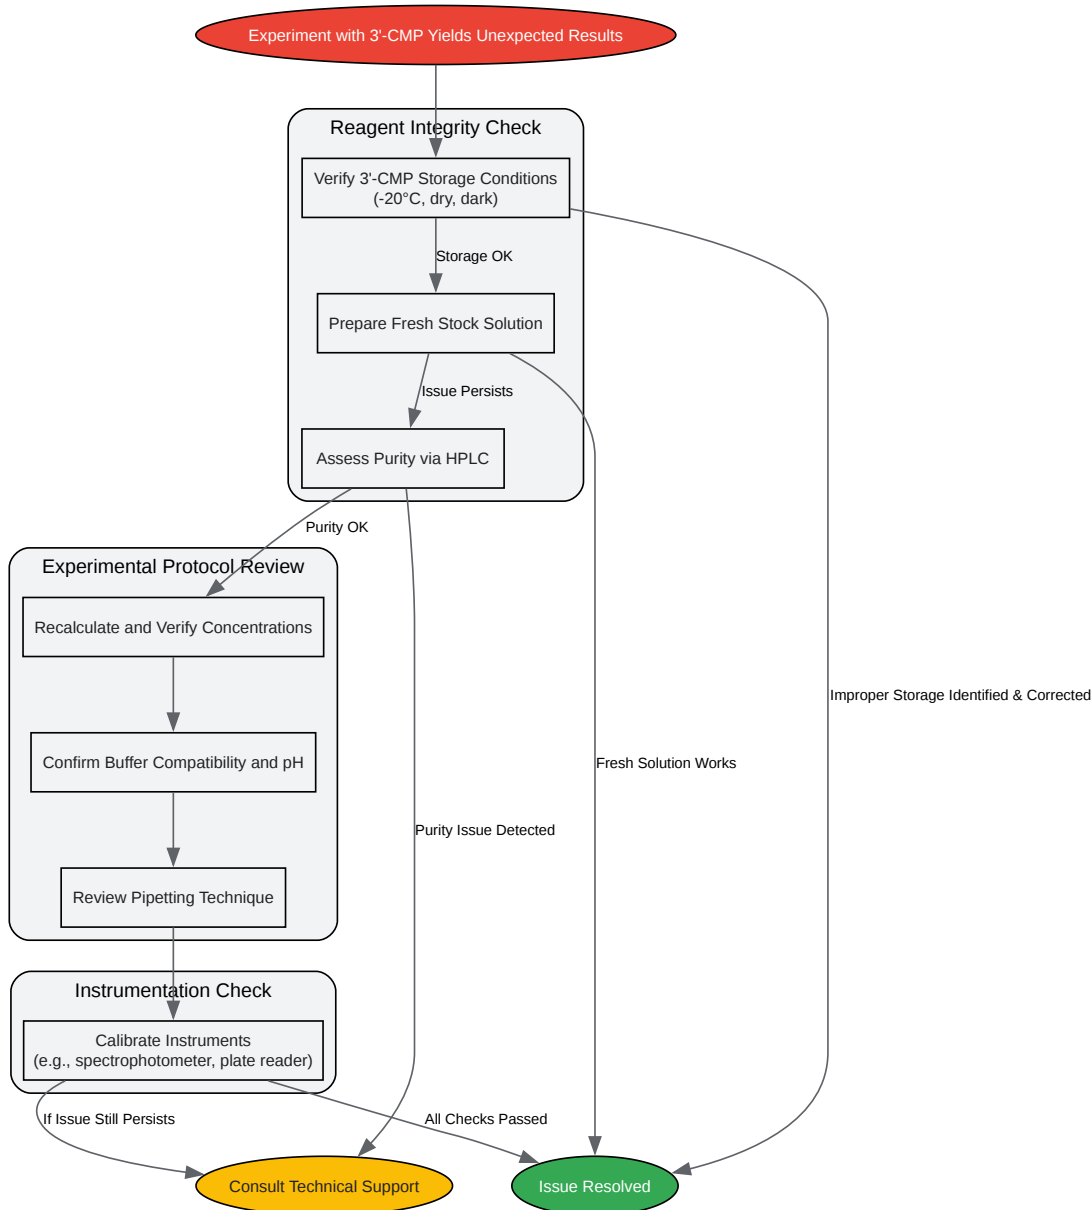 Experiment with 3'-CMP Yields Unexpected Results
Reagent Integrity Check
Verify 3'-CMP Storage Conditions
(-20°C, dry, dark)
Storage OK
Prepare Fresh Stock Solution
Issue Persists
Assess Purity via HPLC
Purity OK
Experimental Protocol Review
Recalculate and Verify Concentrations
Improper Storage Identified & Corrected
Confirm Buffer Compatibility and pH
Fresh Solution Works
Purity Issue Detected
Review Pipetting Technique
Instrumentation Check
Calibrate Instruments
(e.g., spectrophotometer, plate reader)
If Issue Still Persists
All Checks Passed
Consult Technical Support
Issue Resolved